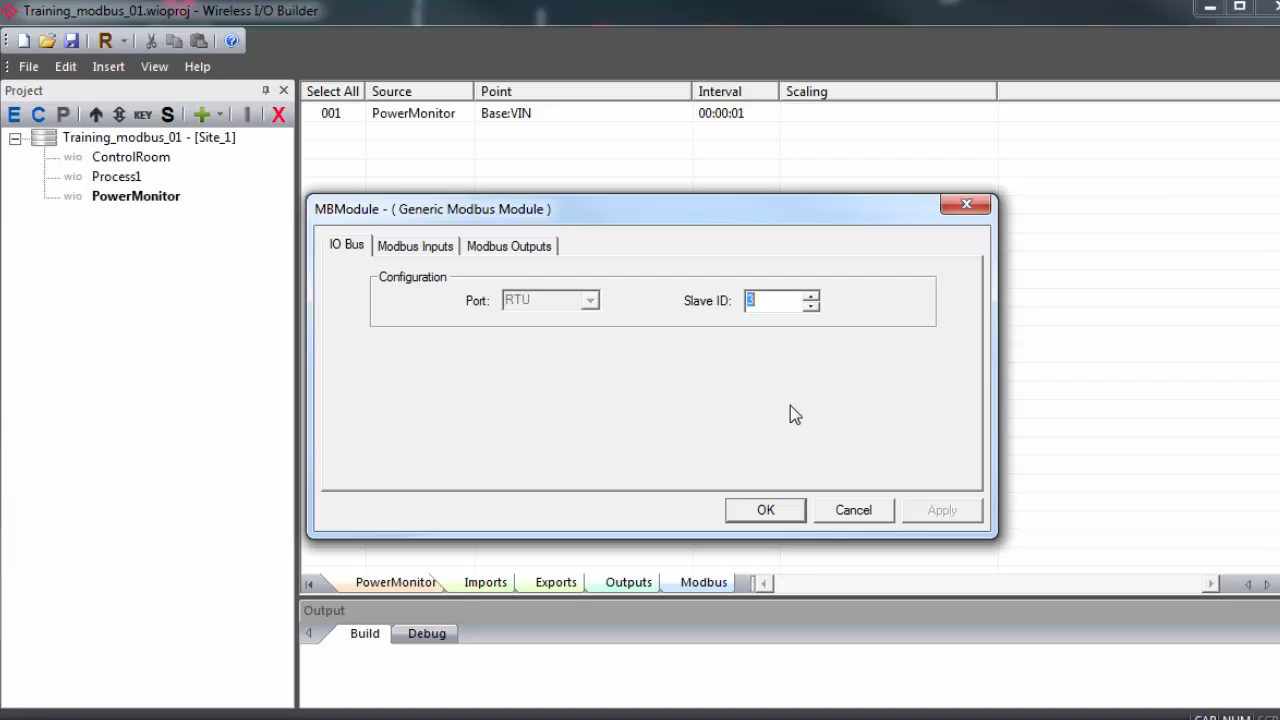 Training_modbus_01.wioproj - Wireless I/O Builder
R
File Edit Insert View Help
Project
E C P KEY S X
Training_modbus_01 - [Site_1]
wio ControlRoom
wio Process1
wio PowerMonitor
Select All Source Point Interval Scaling
001 PowerMonitor Base:VIN 00:00:01
MBModule - ( Generic Modbus Module )
IO Bus Modbus Inputs Modbus Outputs
Configuration
Port: RTU Slave ID: 3
OK Cancel Apply
PowerMonitor Imports Exports Outputs Modbus
Output
Build Debug
CAP NUM SCR